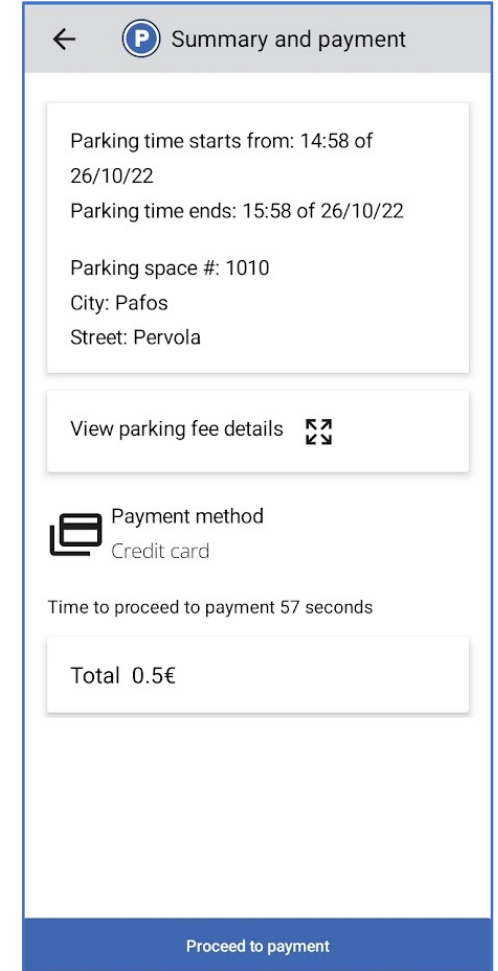 P Summary and payment
Parking time starts from: 14:58 of
26/10/22
Parking time ends: 15:58 of 26/10/22
Parking space #: 1010
City: Pafos
Street: Pervola
View parking fee details
Payment method
Credit card
Time to proceed to payment 57 seconds
Total 0.5€
Proceed to payment